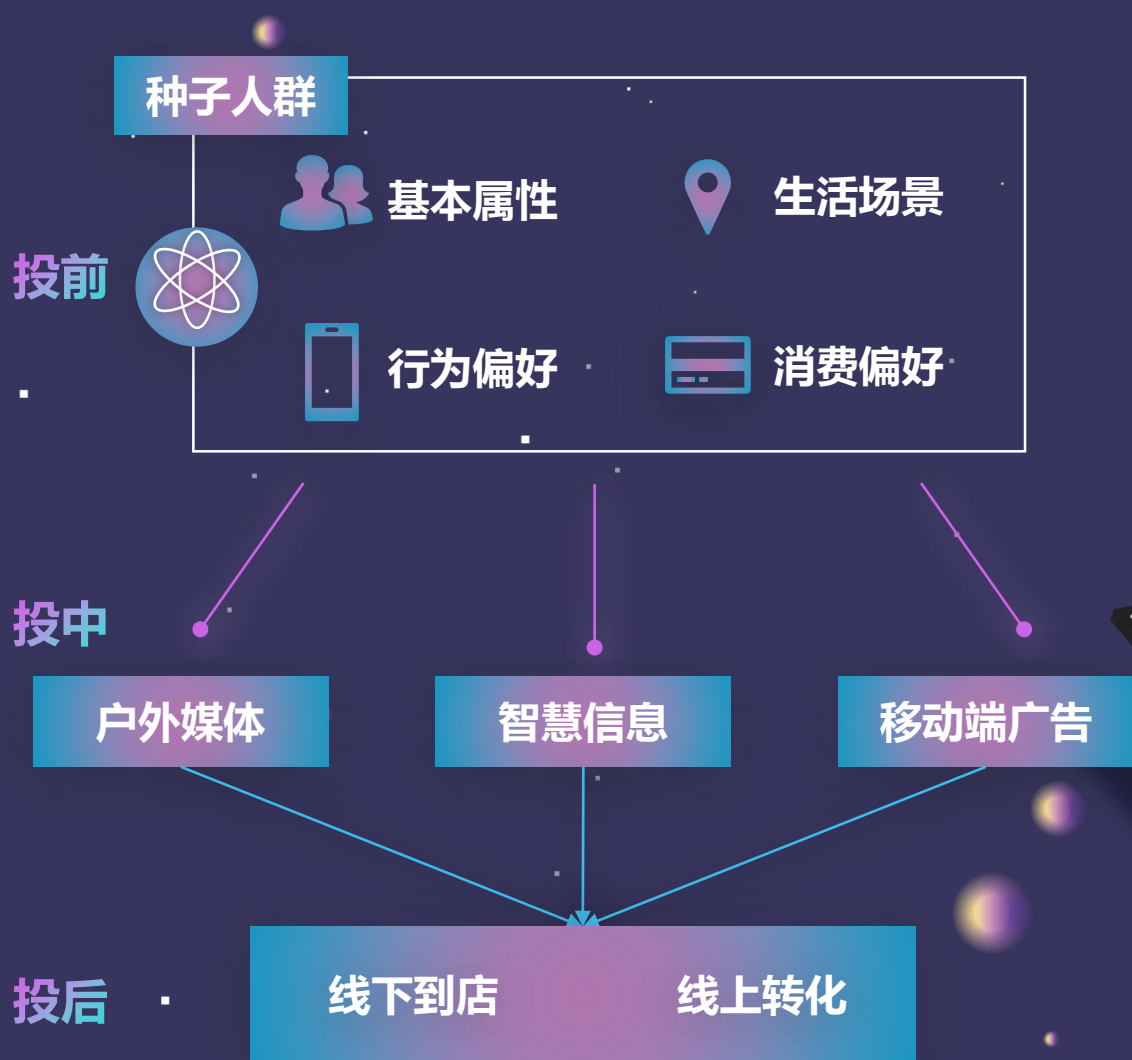 种子人群
基本属性
生活场景
投前
行为偏好
消费偏好
投中
户外媒体
智慧信息
移动端广告
投后
线下到店
线上转化